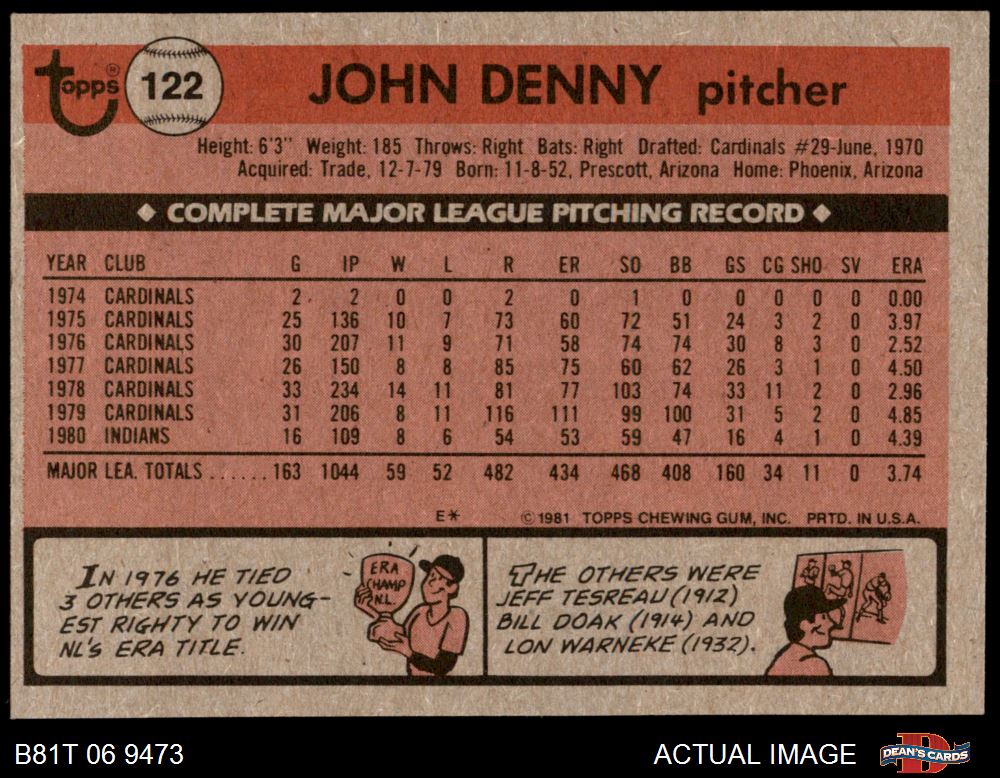 topps® 122 JOHN DENNY pitcher
Height: 6'3" Weight: 185 Throws: Right Bats: Right Drafted: Cardinals #29-June, 1970
Acquired: Trade, 12-7-79 Born: 11-8-52, Prescott, Arizona Home: Phoenix, Arizona
COMPLETE MAJOR LEAGUE PITCHING RECORD
YEAR CLUB G IP W L R ER SO BB GS CG SHO SV ERA
1974 CARDINALS 2 2 0 0 2 0 1 0 0 0 0 0 0.00
1975 CARDINALS 25 136 10 7 73 60 72 51 24 3 2 0 3.97
1976 CARDINALS 30 207 11 9 71 58 74 74 30 8 3 0 2.52
1977 CARDINALS 26 150 8 8 85 75 60 62 26 3 1 0 4.50
1978 CARDINALS 33 234 14 11 81 77 103 74 33 11 2 0 2.96
1979 CARDINALS 31 206 8 11 116 111 99 100 31 5 2 0 4.85
1980 INDIANS 16 109 8 6 54 53 59 47 16 4 1 0 4.39
MAJOR LEA. TOTALS ...... 163 1044 59 52 482 434 468 408 160 34 11 0 3.74
E* © 1981 TOPPS CHEWING GUM, INC. PRTD. IN U.S.A.
IN 1976 HE TIED
3 OTHERS AS YOUNG-
EST RIGHTY TO WIN
NL'S ERA TITLE.
ERA
CHAMP
N.L.
THE OTHERS WERE
JEFF TESREAU (1912)
BILL DOAK (1914) AND
LON WARNEKE (1932).
B81T 06 9473 ACTUAL IMAGE DEAN'S CARDS